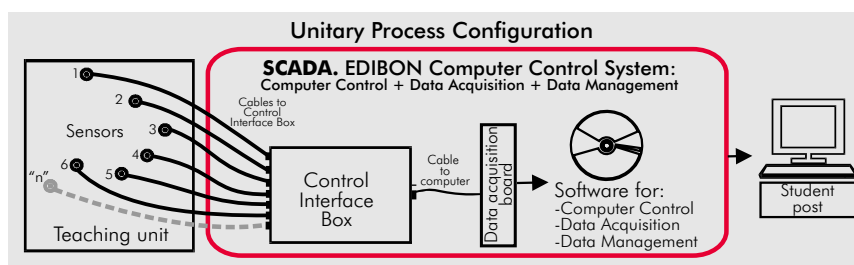 Unitary Process Configuration
SCADA. EDIBON Computer Control System:
Computer Control + Data Acquisition + Data Management
1
2
3
4
5
6
"n"
Sensors
Teaching unit
Cables to
Control
Interface Box
Control
Interface
Box
Cable
to
computer
Data acquisition
board
Software for:
-Computer Control
-Data Acquisition
-Data Management
Student
post